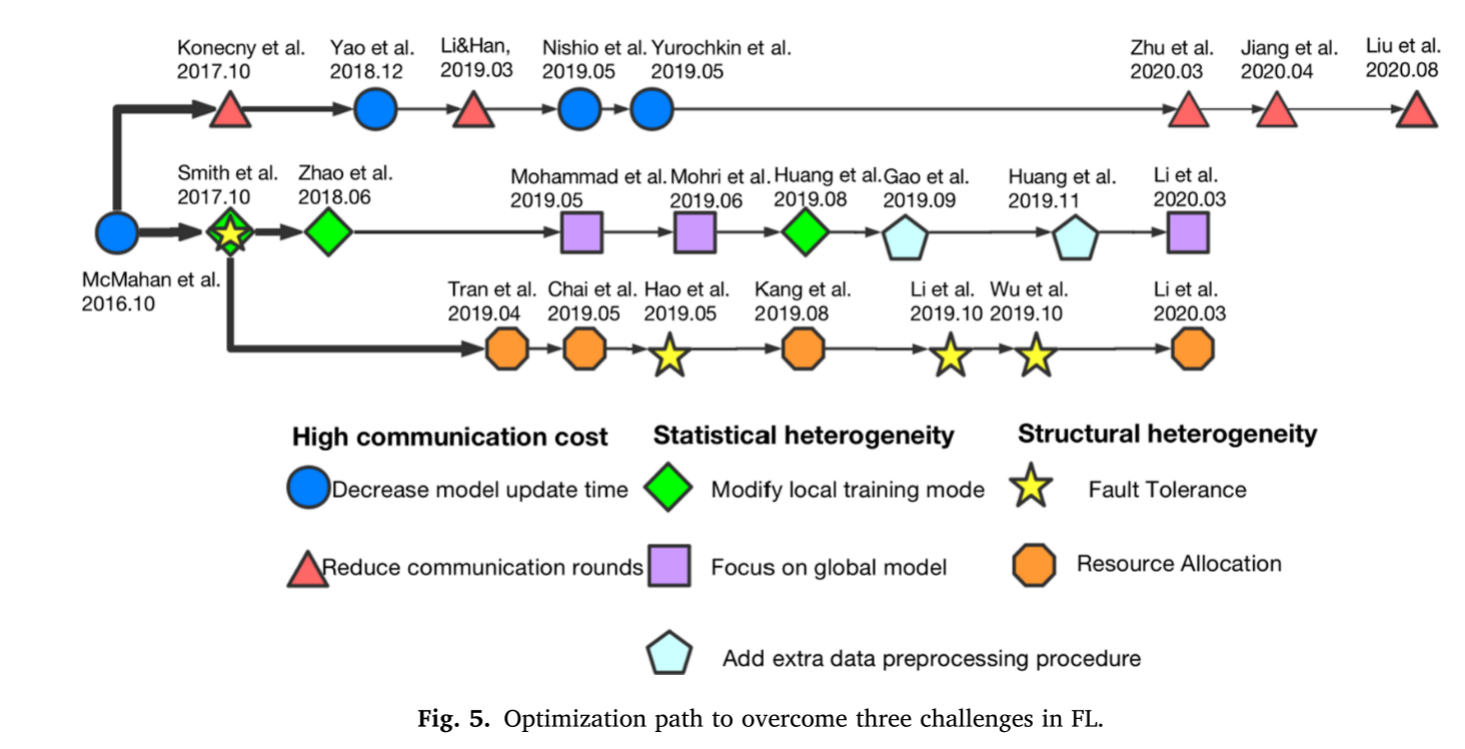 Konecny et al. Yao et al. Li&Han, Nishio et al. Yurochkin et al. Zhu et al. Jiang et al. Liu et al.
2017.10 2018.12 2019.03 2019.05 2019.05 2020.03 2020.04 2020.08
Smith et al. Zhao et al. Mohammad et al. Mohri et al. Huang et al. Gao et al. Huang et al. Li et al.
2017.10 2018.06 2019.05 2019.06 2019.08 2019.09 2019.11 2020.03
McMahan et al.
2016.10
Tran et al. Chai et al. Hao et al. Kang et al. Li et al. Wu et al. Li et al.
2019.04 2019.05 2019.05 2019.08 2019.10 2019.10 2020.03
High communication cost Statistical heterogeneity Structural heterogeneity
Decrease model update time Modify local training mode Fault Tolerance
Reduce communication rounds Focus on global model Resource Allocation
Add extra data preprocessing procedure
Fig. 5. Optimization path to overcome three challenges in FL.